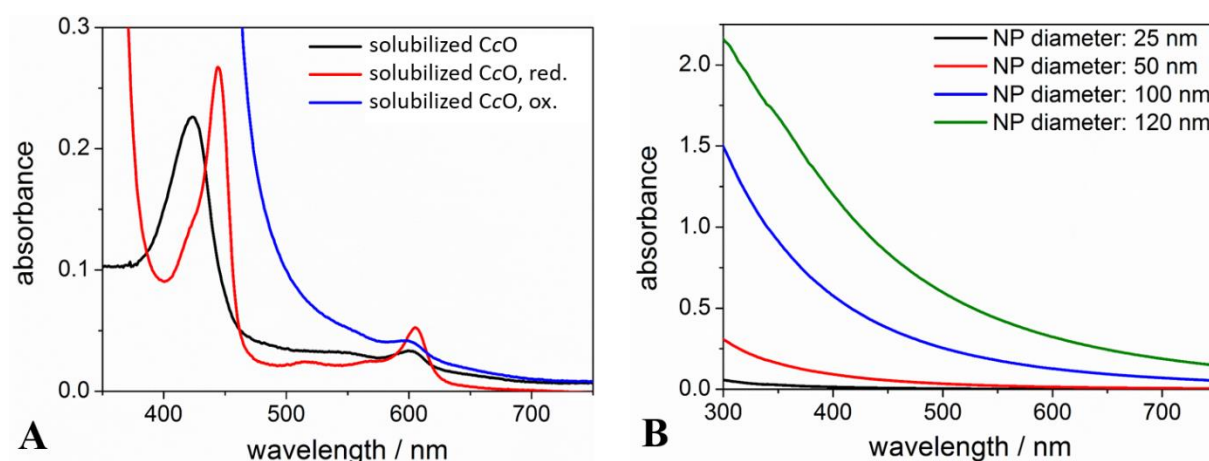 0.3
0.2
0.1
0.0
absorbance
400
500
600
700
wavelength / nm
solubilized CcO
solubilized CcO, red.
solubilized CcO, ox.
A
2.0
1.5
1.0
0.5
0.0
absorbance
300
400
500
600
700
wavelength / nm
NP diameter: 25 nm
NP diameter: 50 nm
NP diameter: 100 nm
NP diameter: 120 nm
B